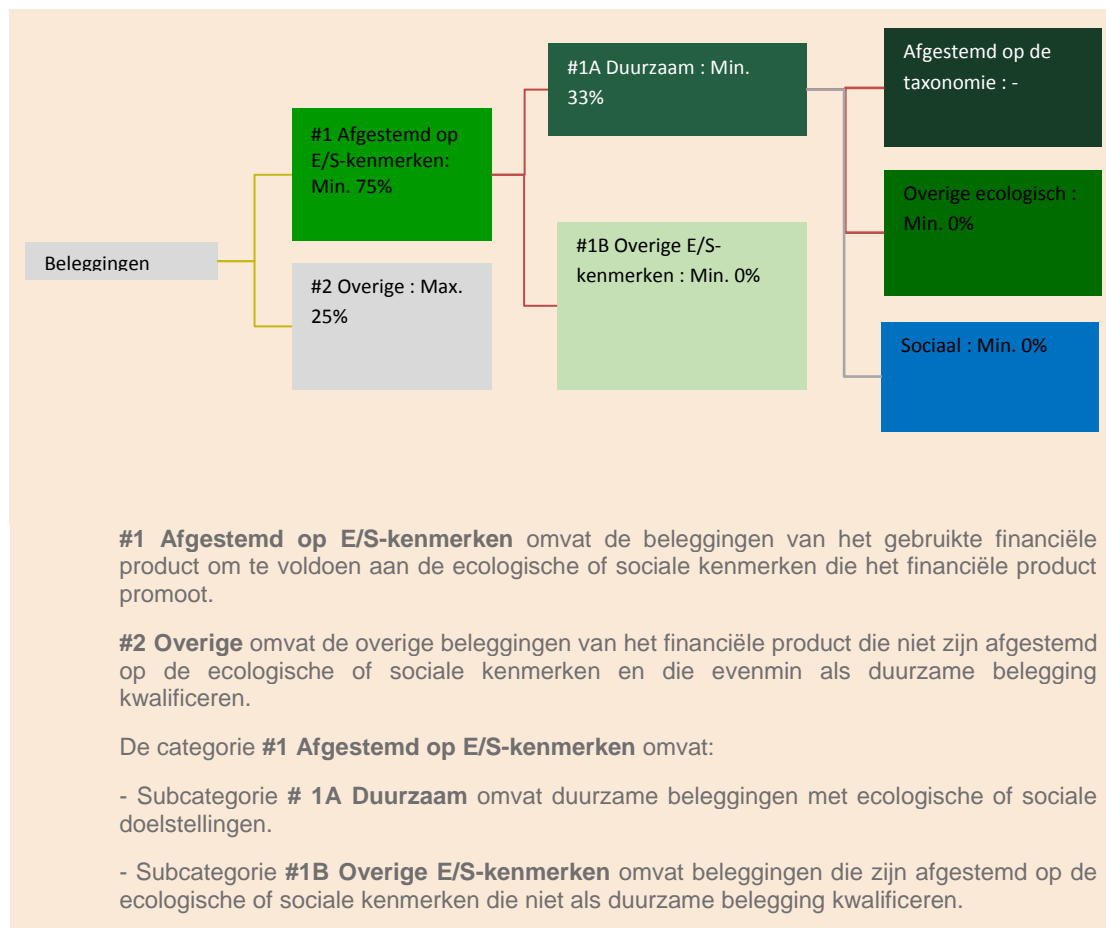 Beleggingen
#1 Afgestemd op
E/S-kenmerken:
Min. 75%
#2 Overige : Max.
25%
#1A Duurzaam : Min.
33%
#1B Overige E/S-
kenmerken : Min. 0%
Afgestemd op de
taxonomie : -
Overige ecologisch :
Min. 0%
Sociaal : Min. 0%
#1 Afgestemd op E/S-kenmerken omvat de beleggingen van het gebruikte financiële
product om te voldoen aan de ecologische of sociale kenmerken die het financiële product
promoot.
#2 Overige omvat de overige beleggingen van het financiële product die niet zijn afgestemd
op de ecologische of sociale kenmerken en die evenmin als duurzame belegging
kwalificeren.
De categorie #1 Afgestemd op E/S-kenmerken omvat:
- Subcategorie # 1A Duurzaam omvat duurzame beleggingen met ecologische of sociale
doelstellingen.
- Subcategorie #1B Overige E/S-kenmerken omvat beleggingen die zijn afgestemd op de
ecologische of sociale kenmerken die niet als duurzame belegging kwalificeren.